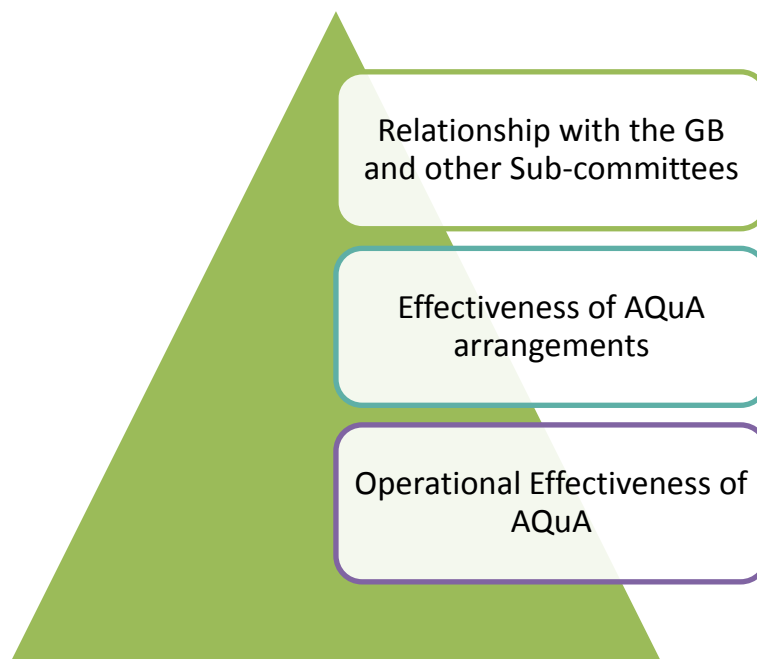 Relationship with the GB
and other Sub-committees
Effectiveness of AQuA
arrangements
Operational Effectiveness of
AQuA